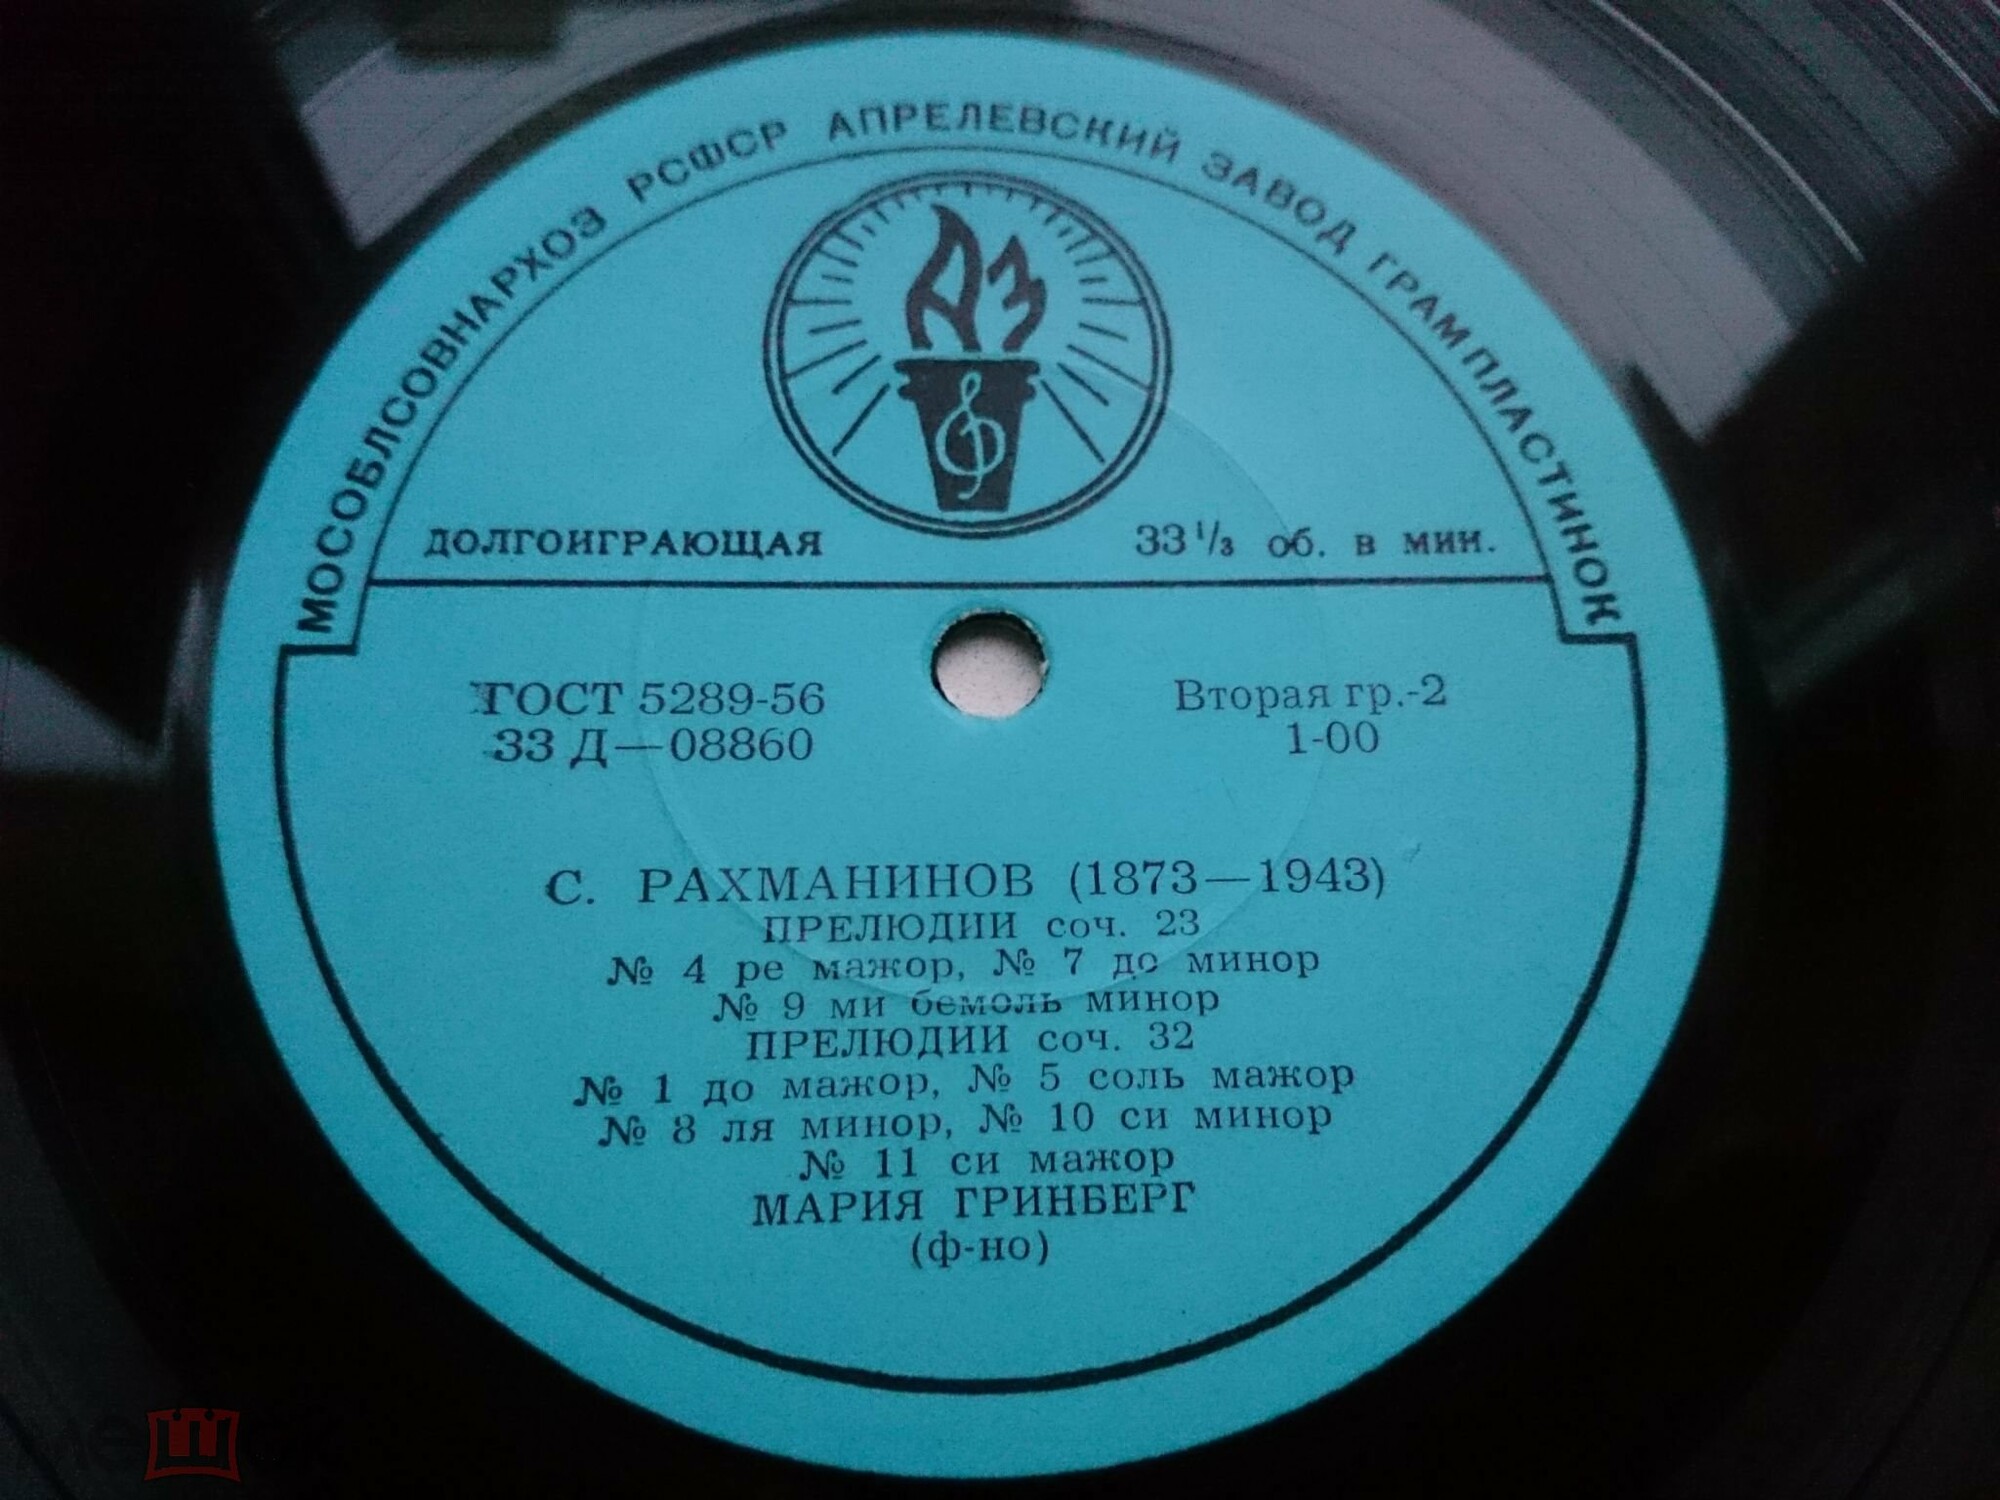 МОСОБЛСОВНАРХОЗ РСФСР АПРЕЛЕВСКИЙ ЗАВОД ГРАМПЛАСТИНОК
АЗ
ДОЛГОИГРАЮЩАЯ
33 1/3 об. в мин.
ГОСТ 5289-56
33 Д—08860
Вторая гр.-2
1-00
С. РАХМАНИНОВ (1873—1943)
ПРЕЛЮДИИ соч. 23
№ 4 ре мажор, № 7 до минор
№ 9 ми бемоль минор
ПРЕЛЮДИИ соч. 32
№ 1 до мажор, № 5 соль мажор
№ 8 ля минор, № 10 си минор
№ 11 си мажор
МАРИЯ ГРИНБЕРГ
(ф-но)